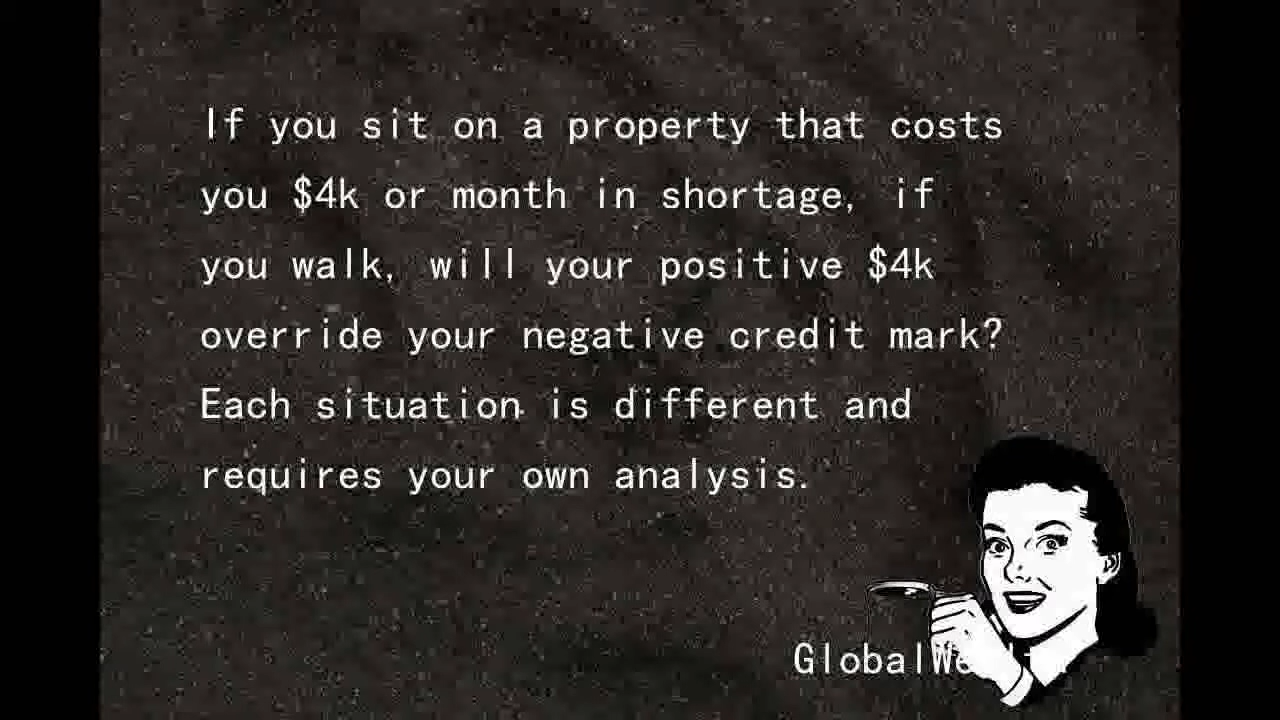 If you sit on a property that costs
you $4k or month in shortage, if
you walk, will your positive $4k
override your negative credit mark?
Each situation is different and
requires your own analysis.